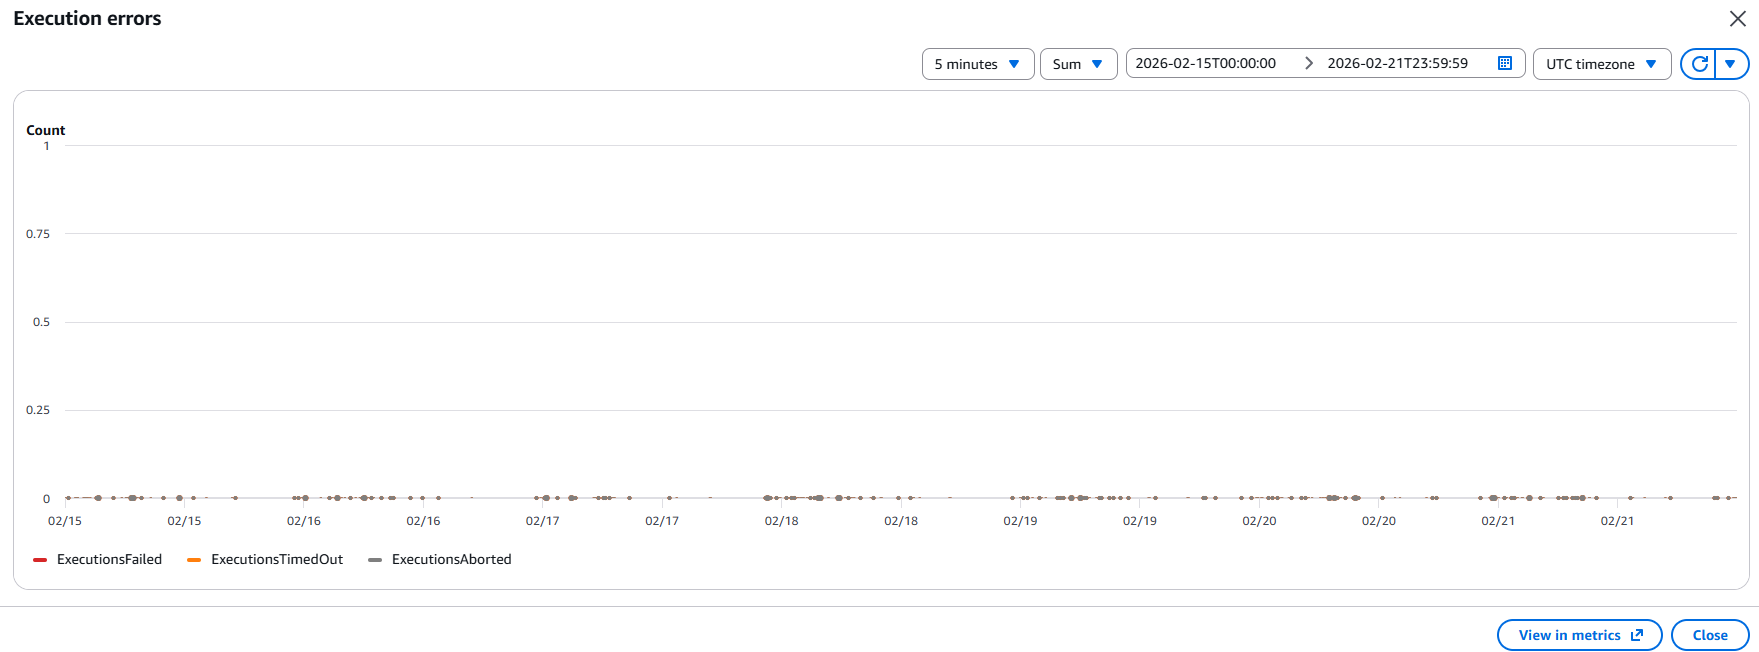 Execution errors
5 minutes Sum 2026-02-15T00:00:00 2026-02-21T23:59:59 UTC timezone
Count
1
0.75
0.5
0.25
0
02/15 02/15 02/16 02/16 02/17 02/17 02/18 02/18 02/19 02/19 02/20 02/20 02/21 02/21
ExecutionsFailed ExecutionsTimedOut ExecutionsAborted
View in metrics Close